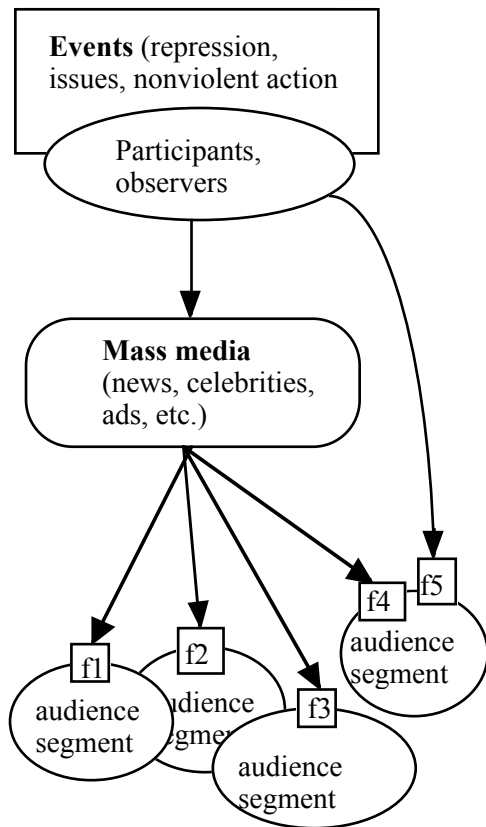 Events (repression,
issues, nonviolent action
Participants,
observers
Mass media
(news, celebrities,
ads, etc.)
f1
audience
segment
f2
audience
f3
audience
segment
f4
f5
audience
segment